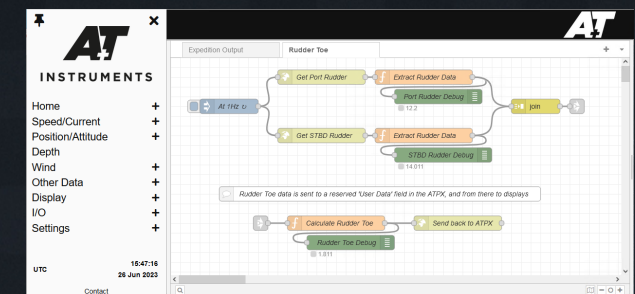 A+T
INSTRUMENTS
Home +
Speed/Current +
Position/Attitude +
Depth
Wind +
Other Data +
Display +
I/O +
Settings +
UTC
15:47:16
26 Jun 2023
Contact
A+T
Expedition Output
Rudder Toe
Get Port Rudder
Extract Rudder Data
Port Rudder Debug
12.2
At 1Hz ↻
join
Get STBD Rudder
Extract Rudder Data
STBD Rudder Debug
14.011
Rudder Toe data is sent to a reserved 'User Data' field in the ATPX, and from there to displays
Calculate Rudder Toe
Send back to ATPX
Rudder Toe Debug
1.811